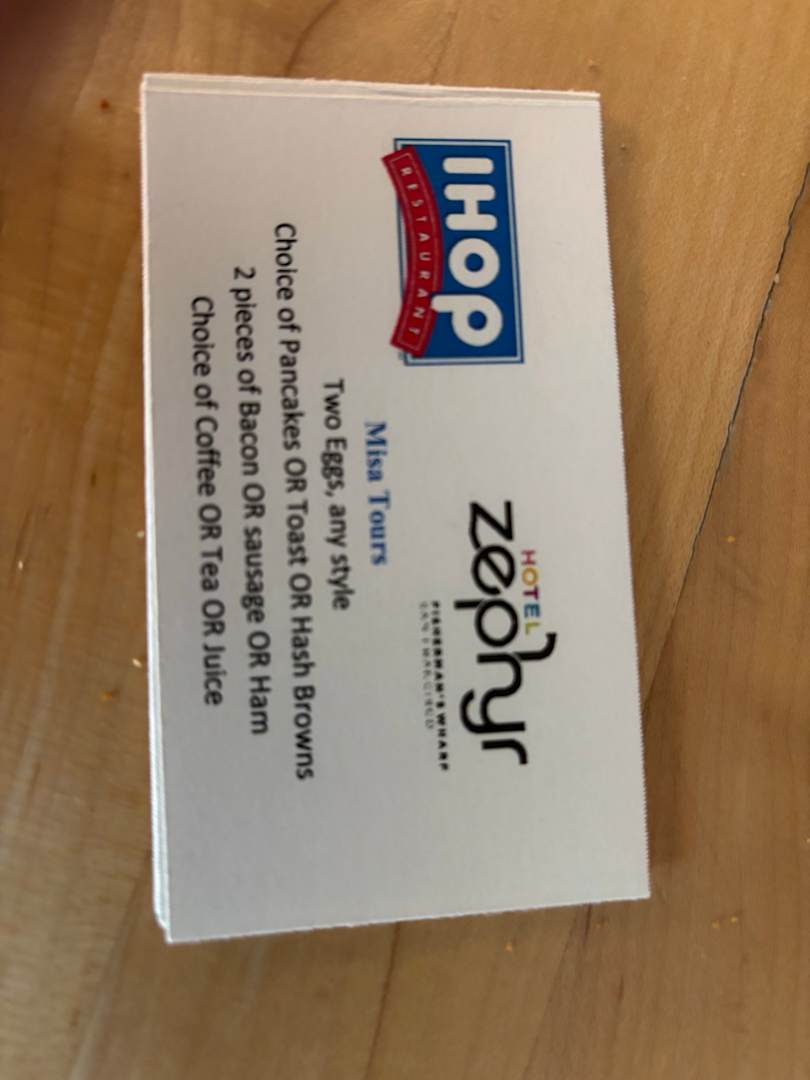 IHOP
RESTAURANT
HOTEL
zephyr
FISHERMAN'S WHARF
SAN FRANCISCO
Misa Tours
Two Eggs, any style
Choice of Pancakes OR Toast OR Hash Browns
2 pieces of Bacon OR sausage OR Ham
Choice of Coffee OR Tea OR Juice